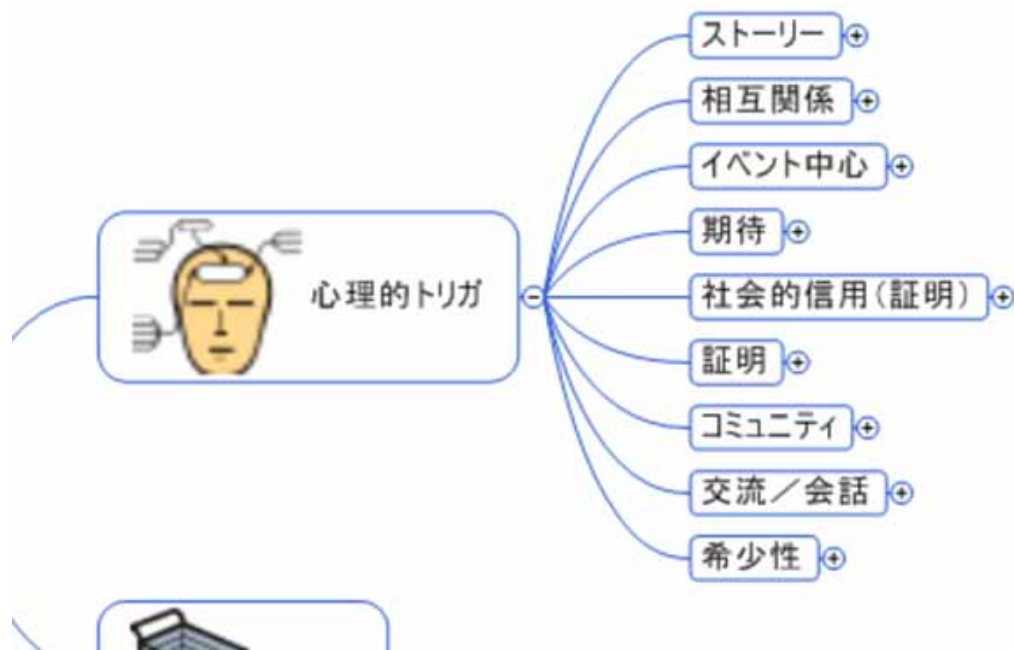 ストーリー
相互関係
イベント中心
期待
心理的トリガ
社会的信用(証明)
証明
コミュニティ
交流／会話
希少性